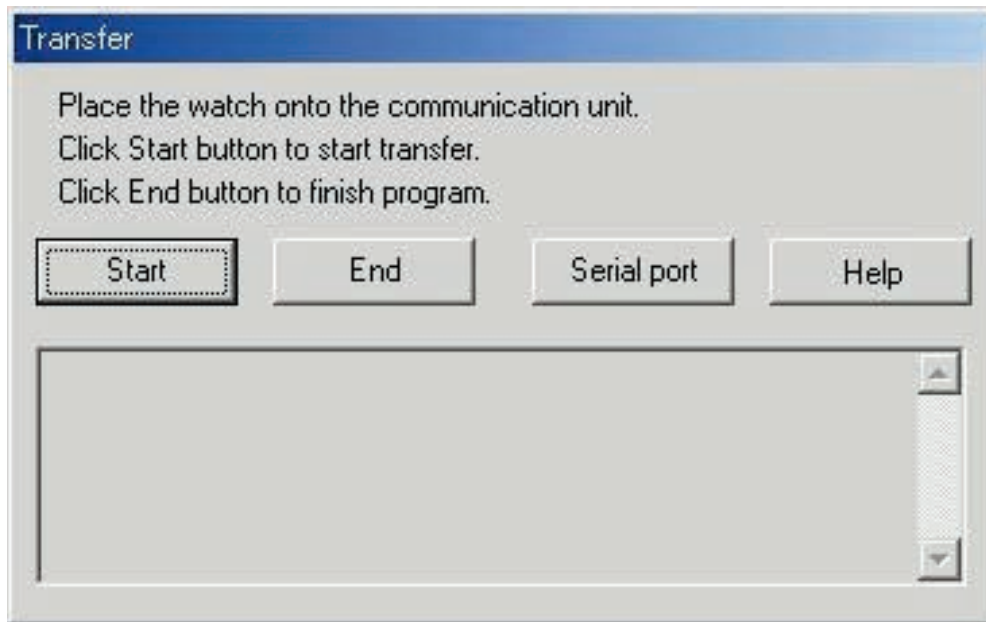 Transfer
Place the watch onto the communication unit.
Click Start button to start transfer.
Click End button to finish program.
Start End Serial port Help